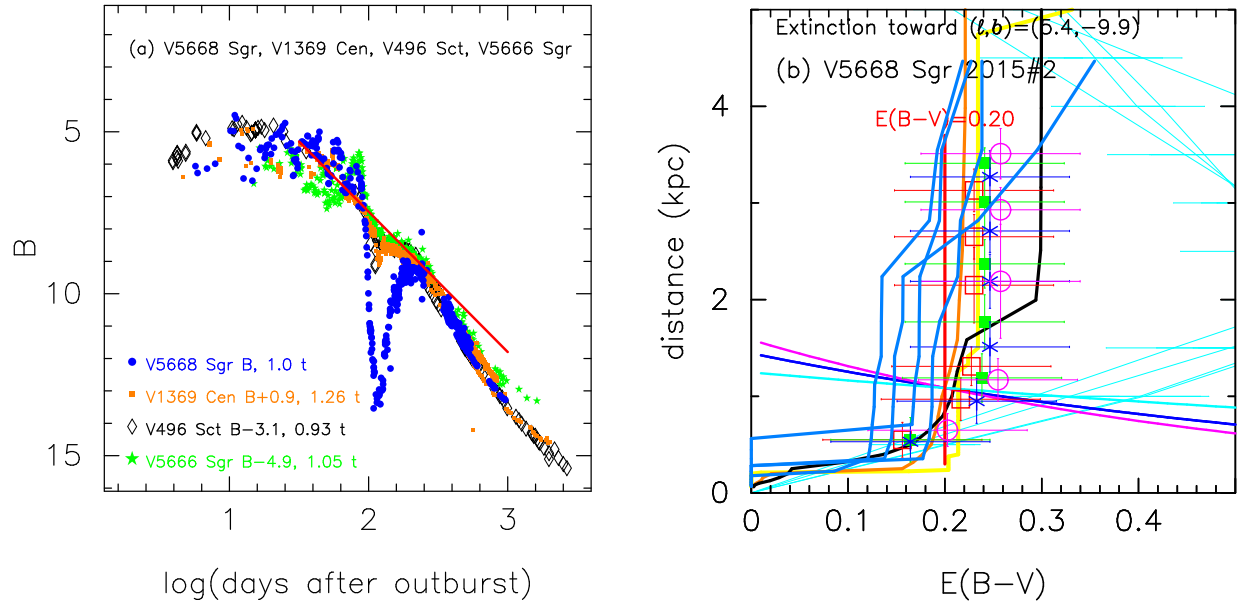 (a) V5668 Sgr, V1369 Cen, V496 Sct, V5666 Sgr
5
10
15
B
V5668 Sgr B, 1.0 t
V1369 Cen B+0.9, 1.26 t
V496 Sct B−3.1, 0.93 t
V5666 Sgr B−4.9, 1.05 t
1
2
3
log(days after outburst)
Extinction toward (l,b)=(5.4,−9.9)
(b) V5668 Sgr 2015#2
E(B−V)=0.20
4
2
0
distance (kpc)
0
0.1
0.2
0.3
0.4
E(B−V)